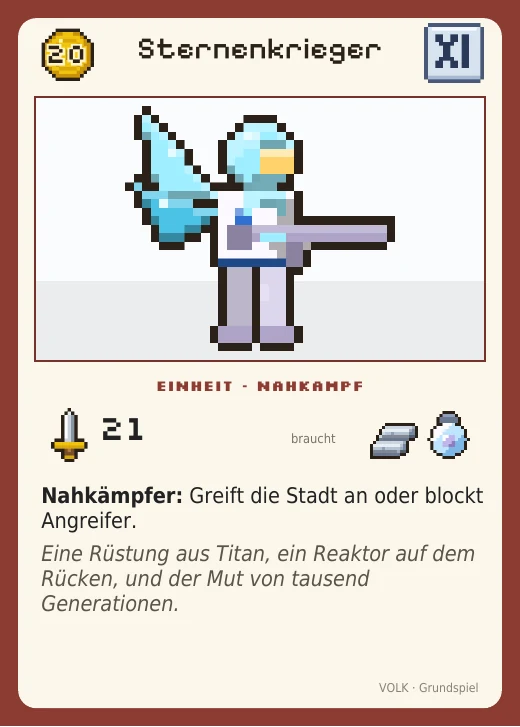 20 Sternenkrieger XI
EINHEIT - NAHKAMPF
21 braucht
Nahkämpfer: Greift die Stadt an oder blockt
Angreifer.
Eine Rüstung aus Titan, ein Reaktor auf dem
Rücken, und der Mut von tausend
Generationen.
VOLK · Grundspiel